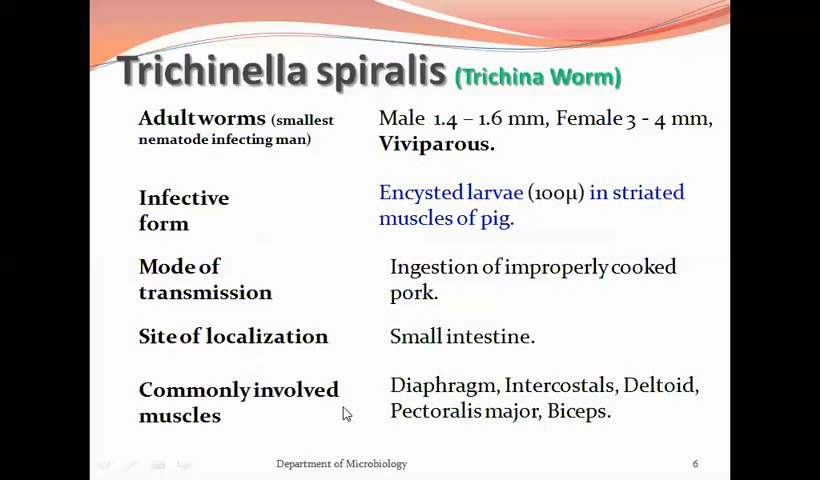 Trichinella spiralis (Trichina Worm)
Adult worms (smallest
nematode infecting man)
Male 1.4 – 1.6 mm, Female 3 - 4 mm,
Viviparous.
Infective
form
Encysted larvae (100µ) in striated
muscles of pig.
Mode of
transmission
Ingestion of improperly cooked
pork.
Site of localization
Small intestine.
Commonly involved
muscles
Diaphragm, Intercostals, Deltoid,
Pectoralis major, Biceps.
Department of Microbiology
6